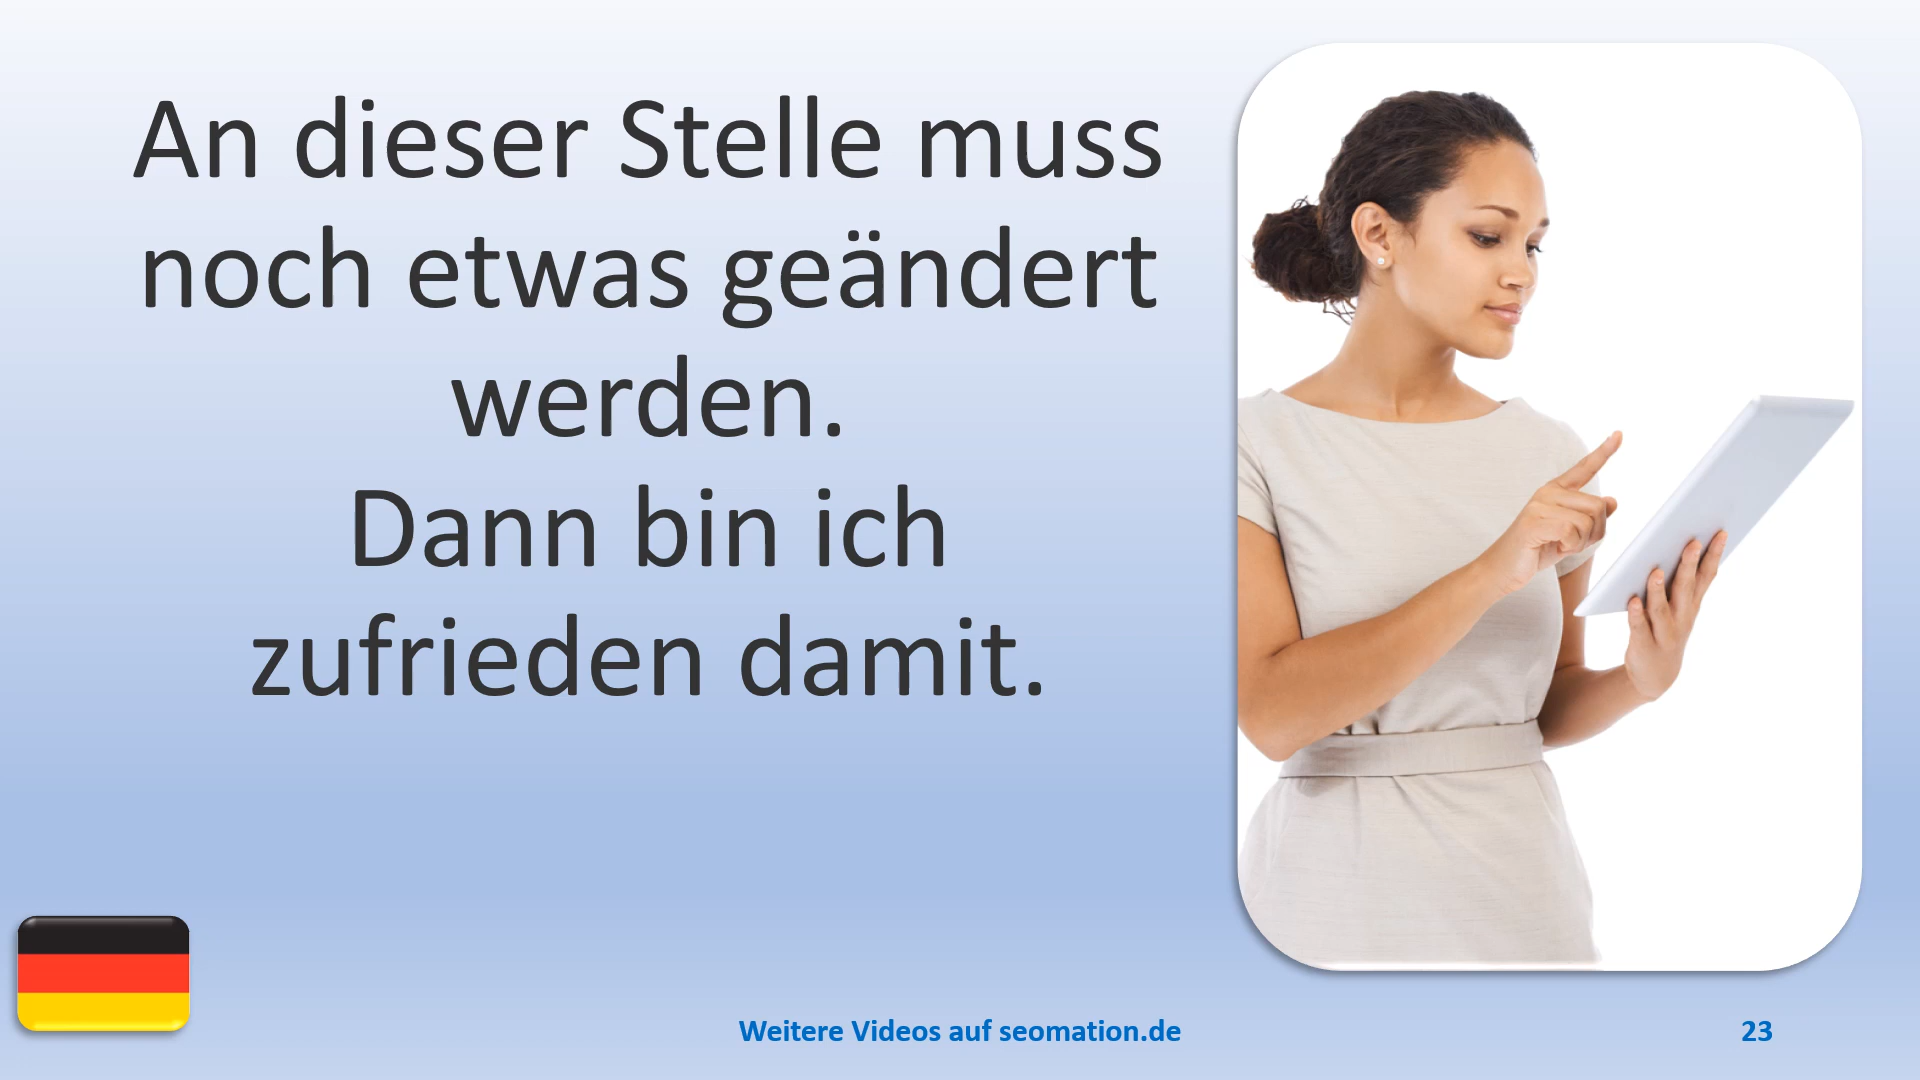 An dieser Stelle muss
noch etwas geändert
werden.
Dann bin ich
zufrieden damit.
Weitere Videos auf seomation.de
23